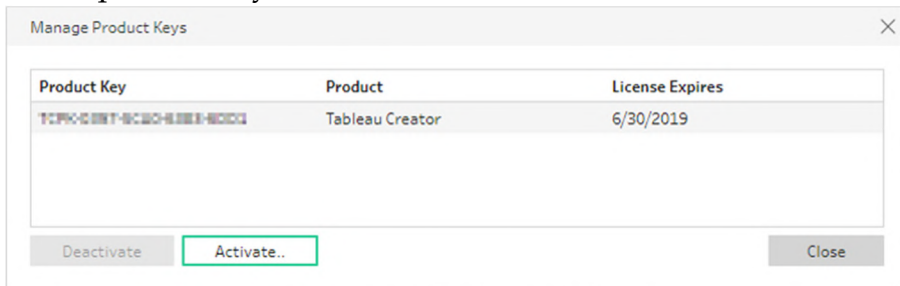 Manage Product Keys
Product Key Product License Expires
Tableau Creator 6/30/2019
Deactivate Activate.. Close